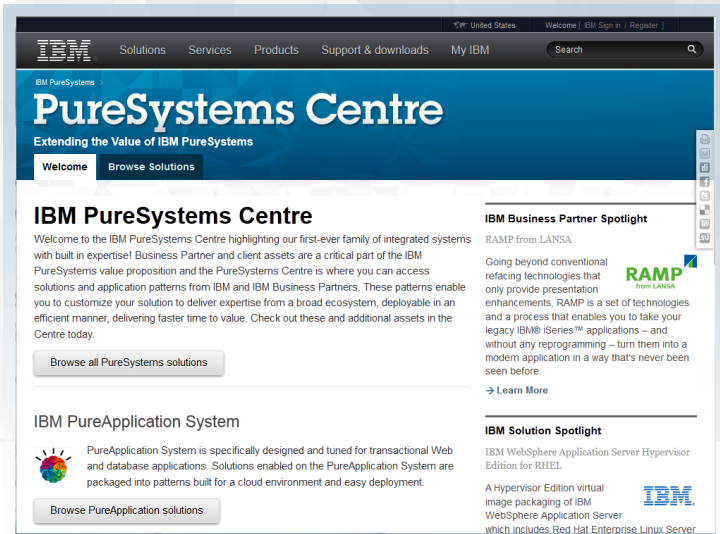 United States Welcome [ IBM Sign in / Register ]
IBM Solutions Services Products Support & downloads My IBM Search
IBM PureSystems >
PureSystems Centre
Extending the Value of IBM PureSystems
Welcome Browse Solutions
IBM PureSystems Centre
Welcome to the IBM PureSystems Centre highlighting our first-ever family of integrated systems
with built in expertise! Business Partner and client assets are a critical part of the IBM
PureSystems value proposition and the PureSystems Centre is where you can access
solutions and application patterns from IBM and IBM Business Partners. These patterns enable
you to customize your solution to deliver expertise from a broad ecosystem, deployable in an
efficient manner, delivering faster time to value. Check out these and additional assets in the
Centre today.
Browse all PureSystems solutions
IBM PureApplication System
PureApplication System is specifically designed and tuned for transactional Web
and database applications. Solutions enabled on the PureApplication System are
packaged into patterns built for a cloud environment and easy deployment.
Browse PureApplication solutions
IBM Business Partner Spotlight
RAMP from LANSA
Going beyond conventional
refacing technologies that
only provide presentation
enhancements, RAMP is a set of technologies
and a process that enables you to take your
legacy IBM® iSeries™ applications – and
without any reprogramming – turn them into a
modern application in a way that's never been
seen before.
RAMP
from LANSA
→ Learn More
IBM Solution Spotlight
IBM WebSphere Application Server Hypervisor
Edition for RHEL
A Hypervisor Edition virtual
image packaging of IBM
WebSphere Application Server
which includes Red Hat Enterprise Linux Server
IBM